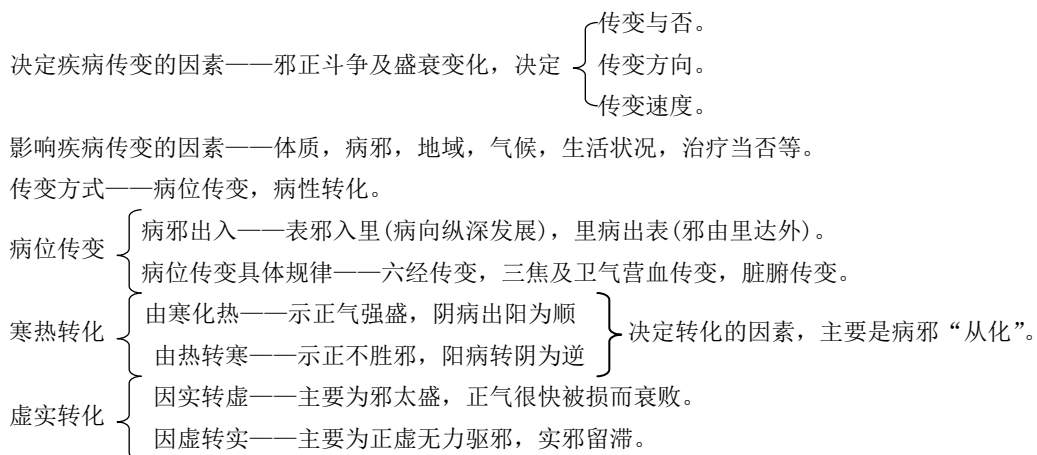 传变与否。
决定疾病传变的因素——邪正斗争及盛衰变化，决定 传变方向。
传变速度。
影响疾病传变的因素——体质，病邪，地域，气候，生活状况，治疗当否等。
传变方式——病位传变，病性转化。
病位传变
病邪出入——表邪入里(病向纵深发展)，里病出表(邪由里达外)。
病位传变具体规律——六经传变，三焦及卫气营血传变，脏腑传变。
寒热转化
由寒化热——示正气强盛，阴病出阳为顺
由热转寒——示正不胜邪，阳病转阴为逆
决定转化的因素，主要是病邪“从化”。
虚实转化
因实转虚——主要为邪太盛，正气很快被损而衰败。
因虚转实——主要为正虚无力驱邪，实邪留滞。